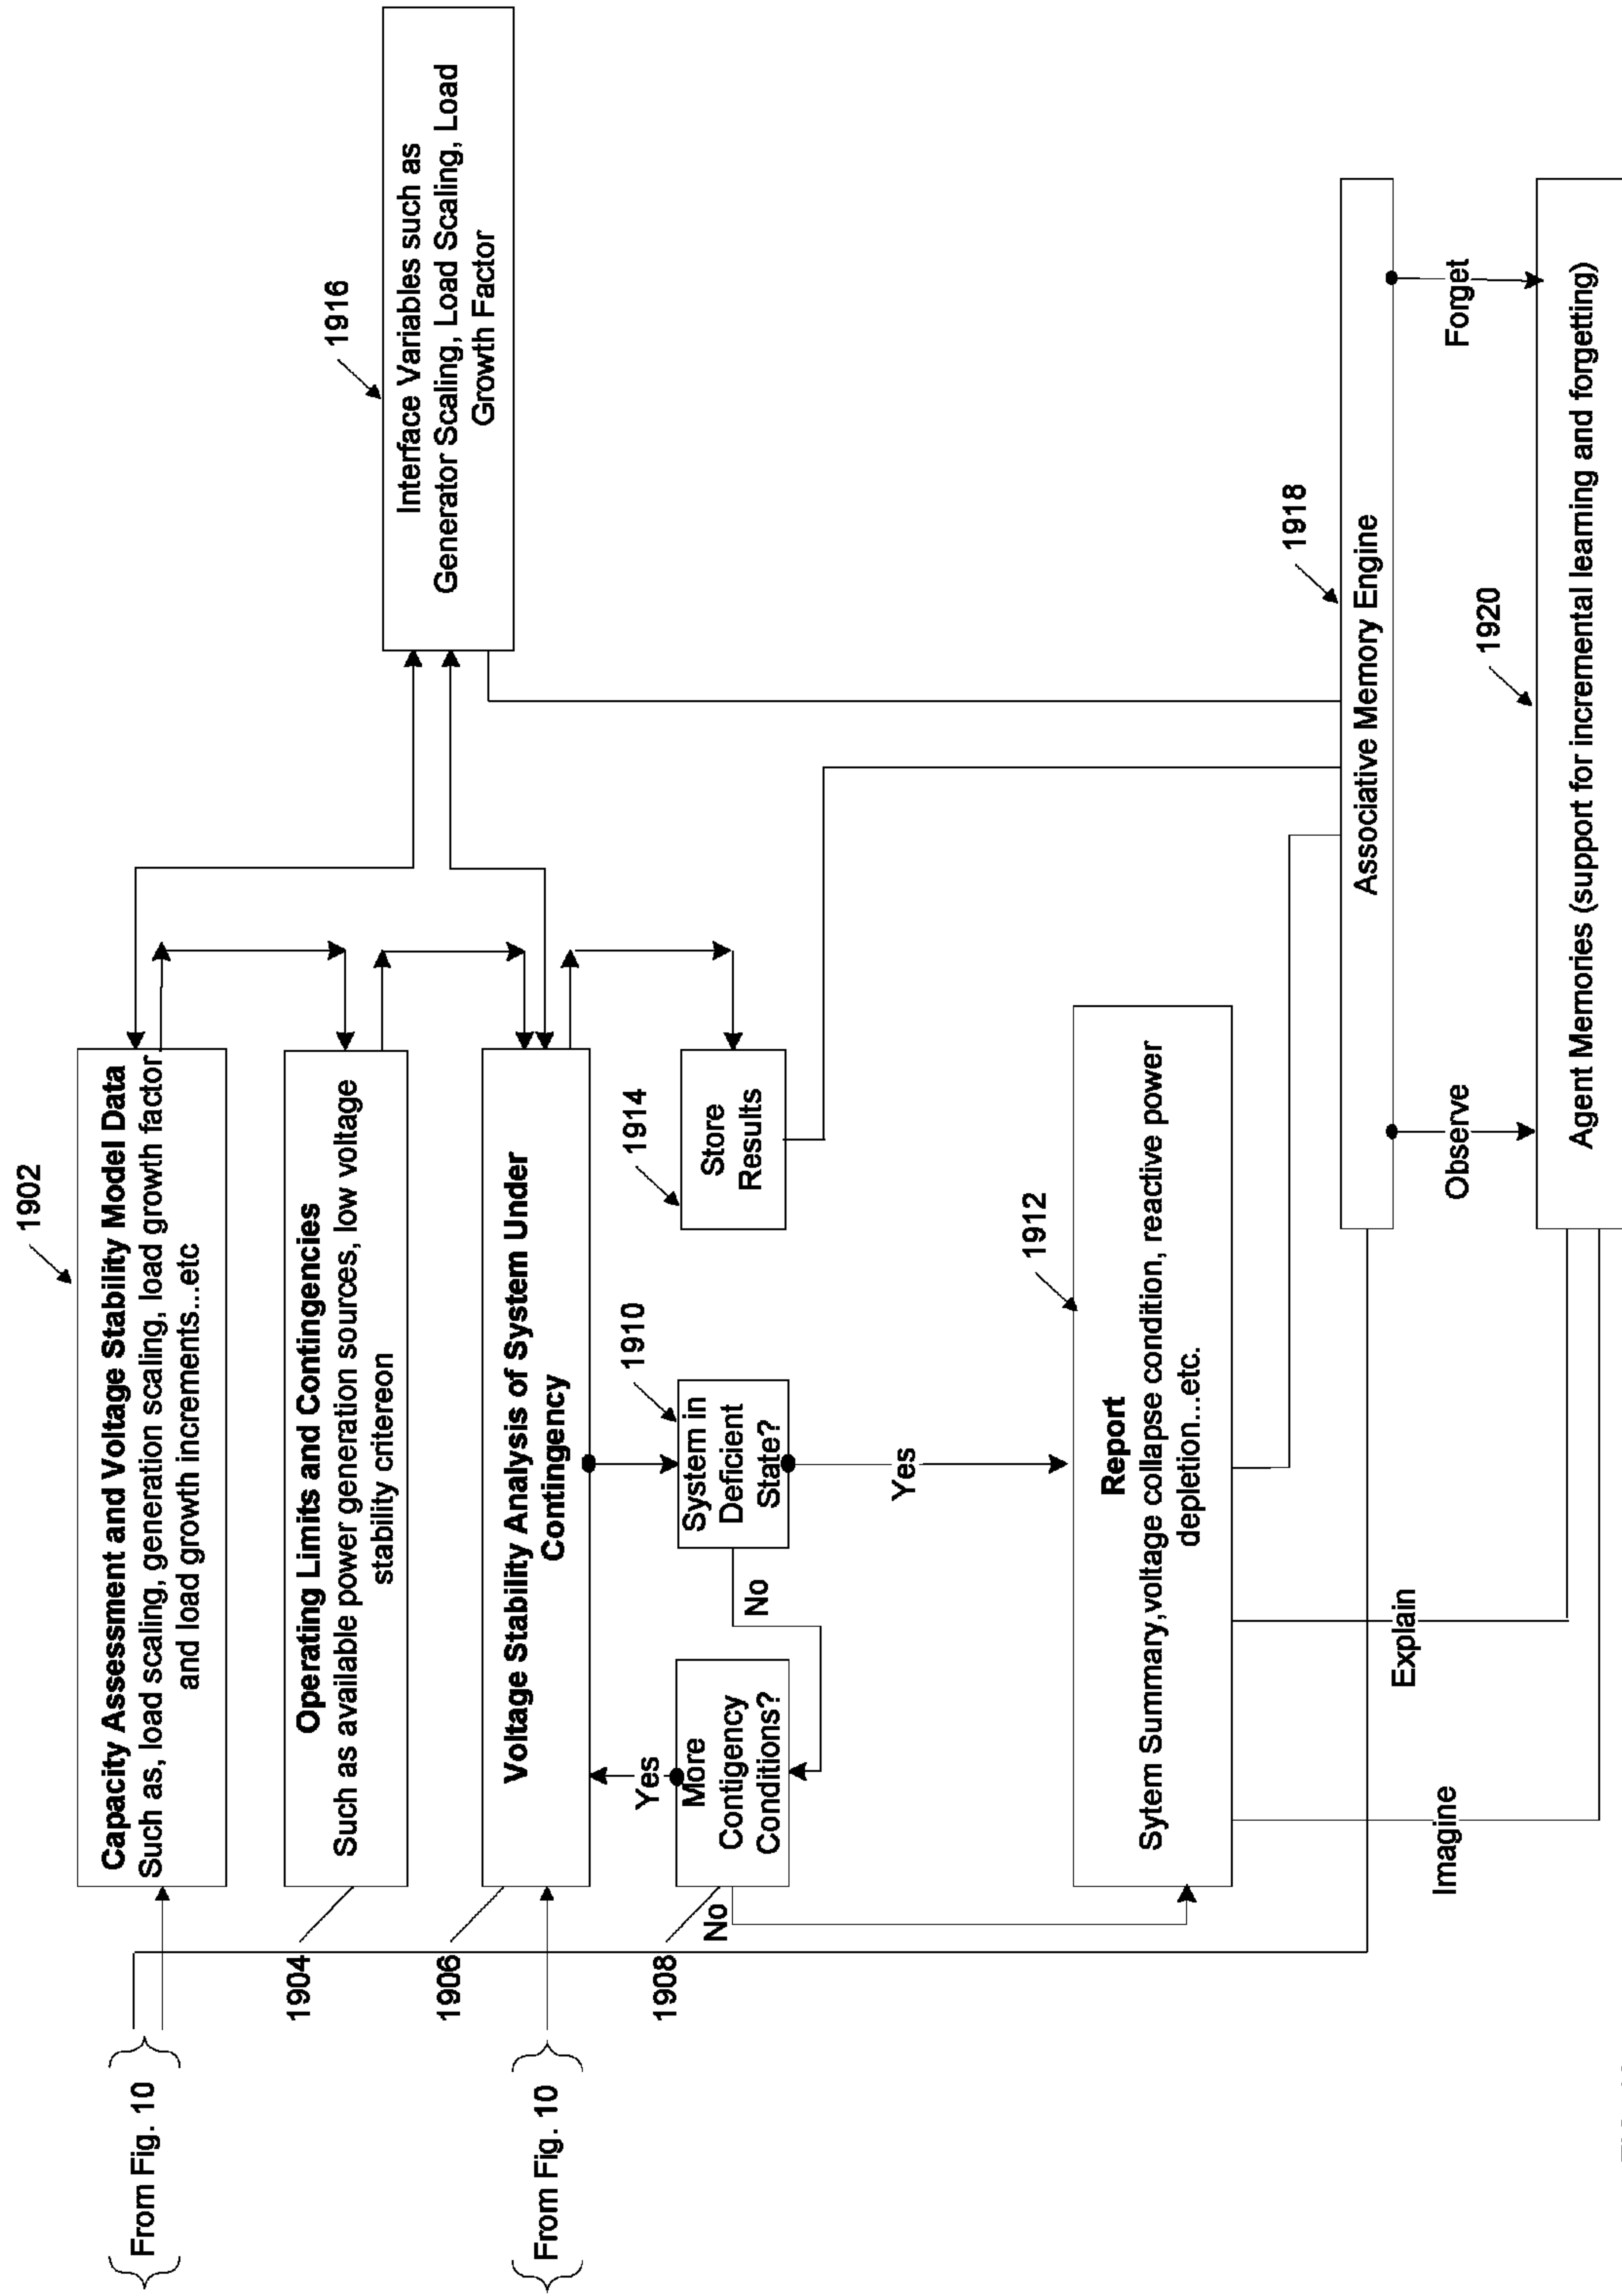 From Fig. 10
1902
Capacity Assessment and Voltage Stability Model Data
Such as, load scaling, generation scaling, load growth factor
and load growth increments...etc
1904
Operating Limits and Contingencies
Such as available power generation sources, low voltage
stability critereon
From Fig. 10
1906
Voltage Stability Analysis of System Under
Contingency
1916
Interface Variables such as
Generator Scaling, Load Scaling, Load
Growth Factor
1908
Yes
More
Contigency
Conditions?
No
No
1910
System in
Deficient
State?
Yes
1914
Store
Results
1912
Report
Sytem Summary,voltage collapse condition, reactive power
depletion...etc.
1918
Associative Memory Engine
Imagine
Explain
Observe
Forget
1920
Agent Memories (support for incremental learning and forgetting)